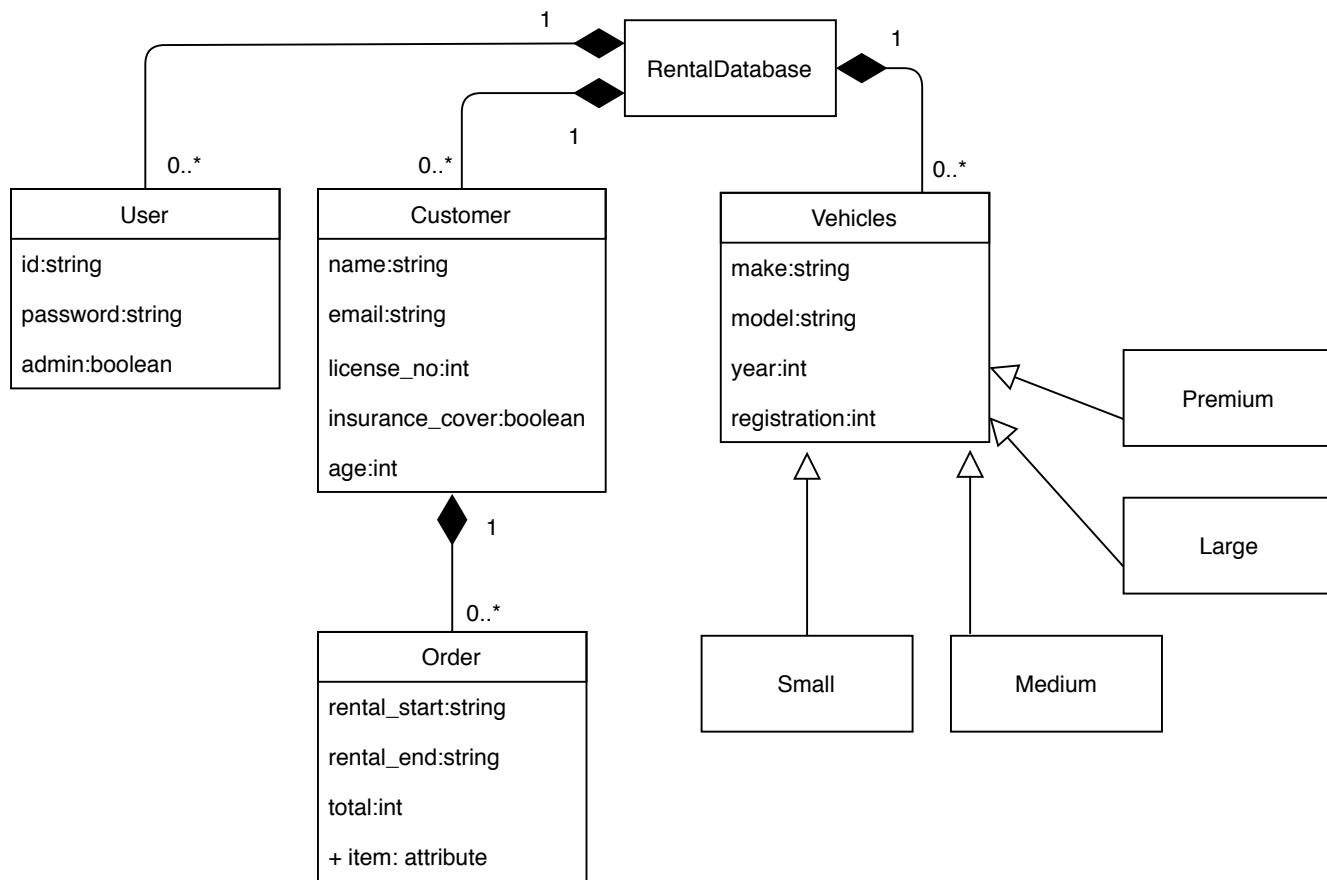 1
RentalDatabase
1
1
0..*
0..*
0..*
User
id:string
password:string
admin:boolean
Customer
name:string
email:string
license_no:int
insurance_cover:boolean
age:int
Vehicles
make:string
model:string
year:int
registration:int
Premium
Large
1
0..*
Order
rental_start:string
rental_end:string
total:int
+ item: attribute
Small
Medium